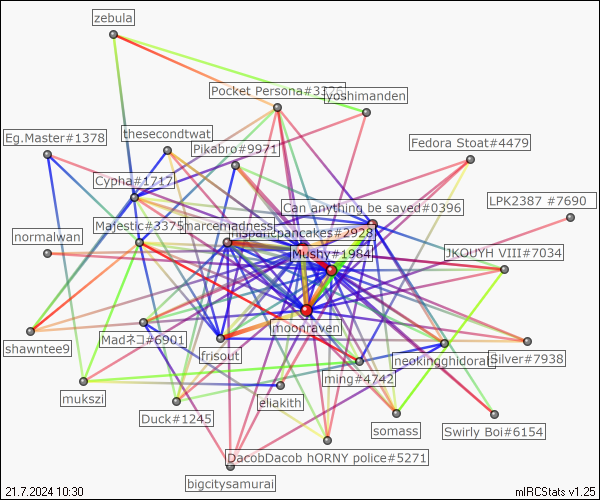 zebula
Pocket Persona#3326
yoshimanden
Eg.Master#1378
thesecondtwat
Pikabro#9971
Fedora Stoat#4479
Cypha#1717
Can anything be saved#0396
LPK2387 #7690
normalwan
Majestic#3375
marcemadness
hispanicpancakes#2928
Mushy#1984
JKOUYH VIII#7034
moonraven
shawntee9
Madネコ#6901
frisout
neokingghidorah
Silver#7938
mukszi
eliakith
ming#4742
Duck#1245
somass
Swirly Boi#6154
DacobDacob hORNY police#5271
bigcitysamurai
21.7.2024 10:30
mIRCStats v1.25